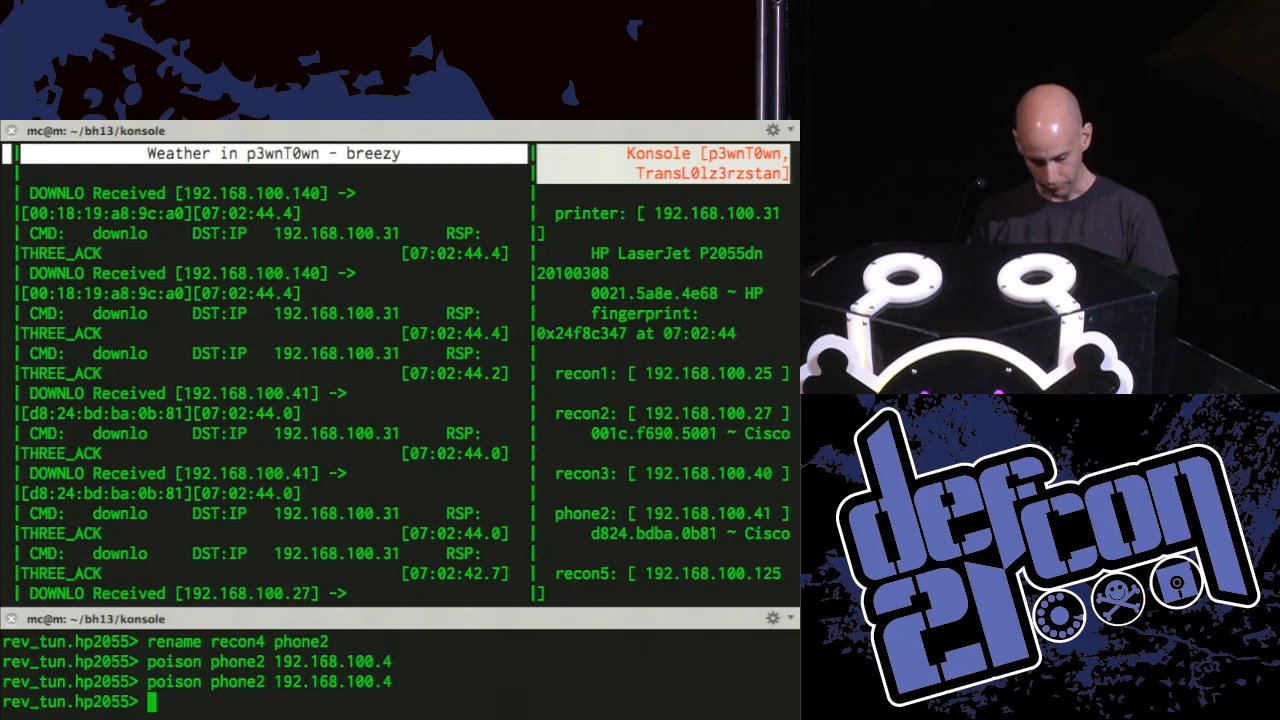 mc@m: ~/bh13/konsole
Weather in p3wnT0wn - breezy
| DOWNLO Received [192.168.100.140] ->
|[00:18:19:a8:9c:a0][07:02:44.4]
| CMD: downlo DST:IP 192.168.100.31 RSP:
|THREE_ACK [07:02:44.4]
| DOWNLO Received [192.168.100.140] ->
|[00:18:19:a8:9c:a0][07:02:44.4]
| CMD: downlo DST:IP 192.168.100.31 RSP:
|THREE_ACK [07:02:44.4]
| CMD: downlo DST:IP 192.168.100.31 RSP:
|THREE_ACK [07:02:44.2]
| DOWNLO Received [192.168.100.41] ->
|[d8:24:bd:ba:0b:81][07:02:44.0]
| CMD: downlo DST:IP 192.168.100.31 RSP:
|THREE_ACK [07:02:44.0]
| DOWNLO Received [192.168.100.41] ->
|[d8:24:bd:ba:0b:81][07:02:44.0]
| CMD: downlo DST:IP 192.168.100.31 RSP:
|THREE_ACK [07:02:44.0]
| CMD: downlo DST:IP 192.168.100.31 RSP:
|THREE_ACK [07:02:42.7]
| DOWNLO Received [192.168.100.27] ->
Konsole [p3wnT0wn,
TransL0lz3rzstan]
| printer: [ 192.168.100.31
|]
| HP LaserJet P2055dn
|20100308
| 0021.5a8e.4e68 ~ HP
| fingerprint:
|0x24f8c347 at 07:02:44
| recon1: [ 192.168.100.25 ]
| recon2: [ 192.168.100.27 ]
| 001c.f690.5001 ~ Cisco
| recon3: [ 192.168.100.40 ]
| phone2: [ 192.168.100.41 ]
| d824.bdba.0b81 ~ Cisco
| recon5: [ 192.168.100.125
|]
mc@m: ~/bh13/konsole
rev_tun.hp2055> rename recon4 phone2
rev_tun.hp2055> poison phone2 192.168.100.4
rev_tun.hp2055> poison phone2 192.168.100.4
rev_tun.hp2055>
defcon
21